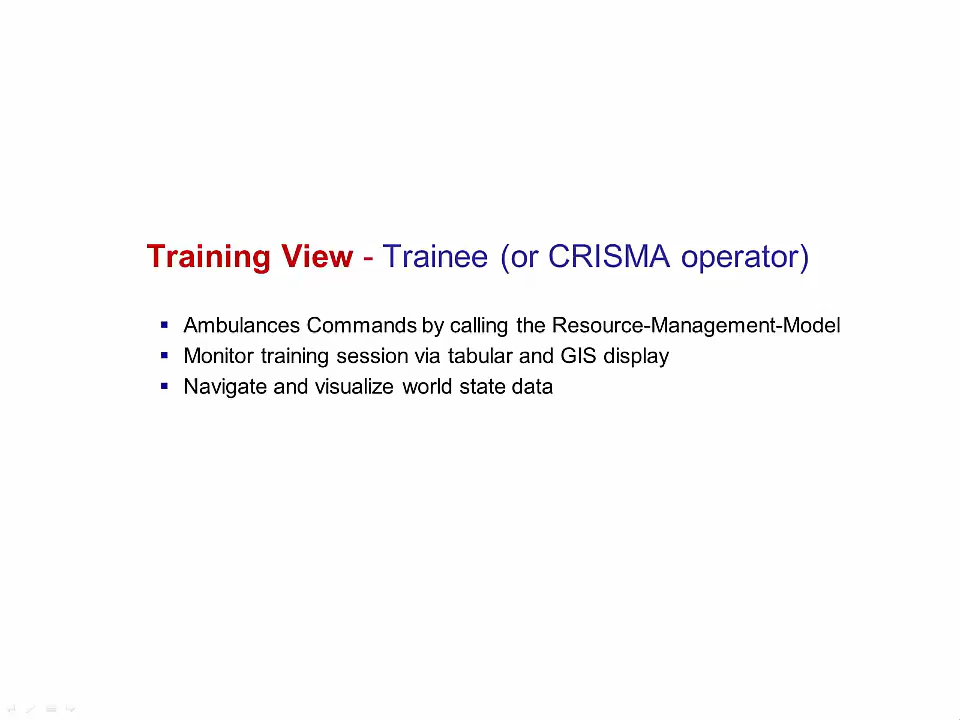 Training View - Trainee (or CRISMA operator)
▪ Ambulances Commands by calling the Resource-Management-Model
▪ Monitor training session via tabular and GIS display
▪ Navigate and visualize world state data